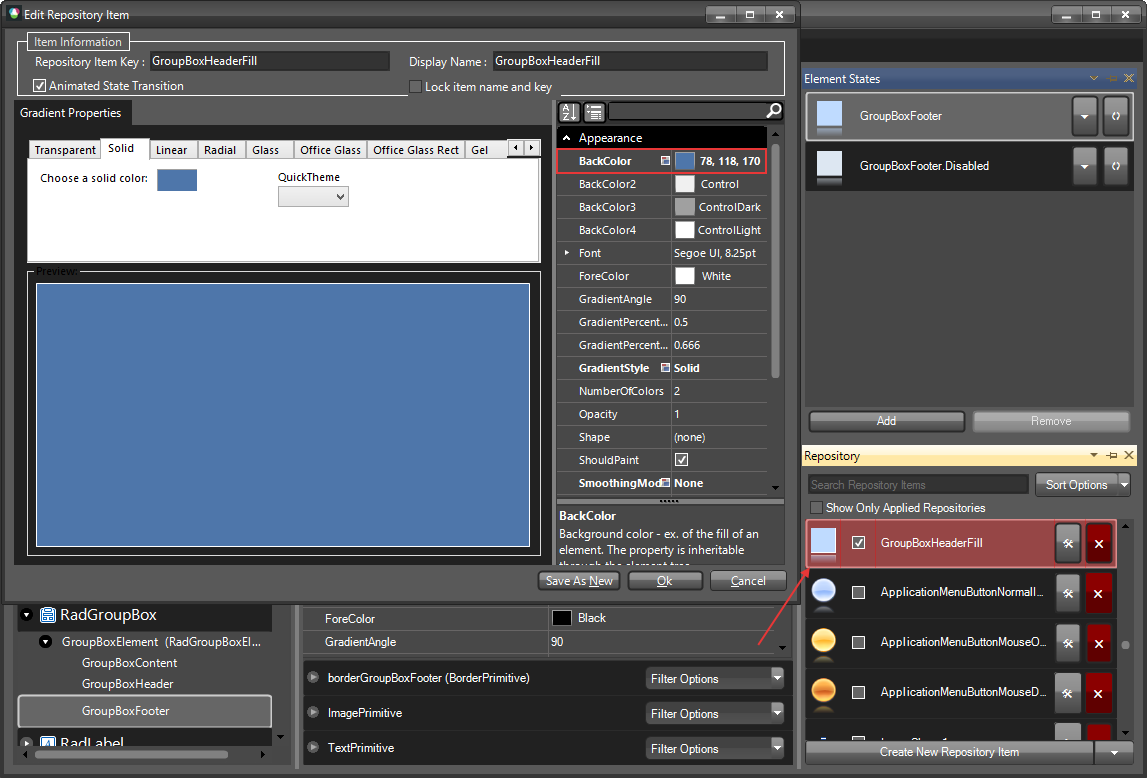 Edit Repository Item
Item Information
Repository Item Key : GroupBoxHeaderFill
Display Name : GroupBoxHeaderFill
Animated State Transition
Lock item name and key
Gradient Properties
Transparent Solid Linear Radial Glass Office Glass Office Glass Rect Gel
Choose a solid color:
QuickTheme
Preview:
Appearance
BackColor 78, 118, 170
BackColor2 Control
BackColor3 ControlDark
BackColor4 ControlLight
Font Segoe UI, 8.25pt
ForeColor White
GradientAngle 90
GradientPercent... 0.5
GradientPercent... 0.666
GradientStyle Solid
NumberOfColors 2
Opacity 1
Shape (none)
ShouldPaint
SmoothingMod None
BackColor
Background color - ex. of the fill of an
element. The property is inheritable
through the element tree
Save As New Ok Cancel
Element States
GroupBoxFooter
GroupBoxFooter.Disabled
Add Remove
Repository
Search Repository Items
Sort Options
Show Only Applied Repositories
GroupBoxHeaderFill
ApplicationMenuButtonNormalI...
ApplicationMenuButtonMouseO...
ApplicationMenuButtonMouseD...
Create New Repository Item
RadGroupBox
GroupBoxElement (RadGroupBoxEl...
GroupBoxContent
GroupBoxHeader
GroupBoxFooter
RadLabel
ForeColor Black
GradientAngle 90
borderGroupBoxFooter (BorderPrimitive) Filter Options
ImagePrimitive Filter Options
TextPrimitive Filter Options